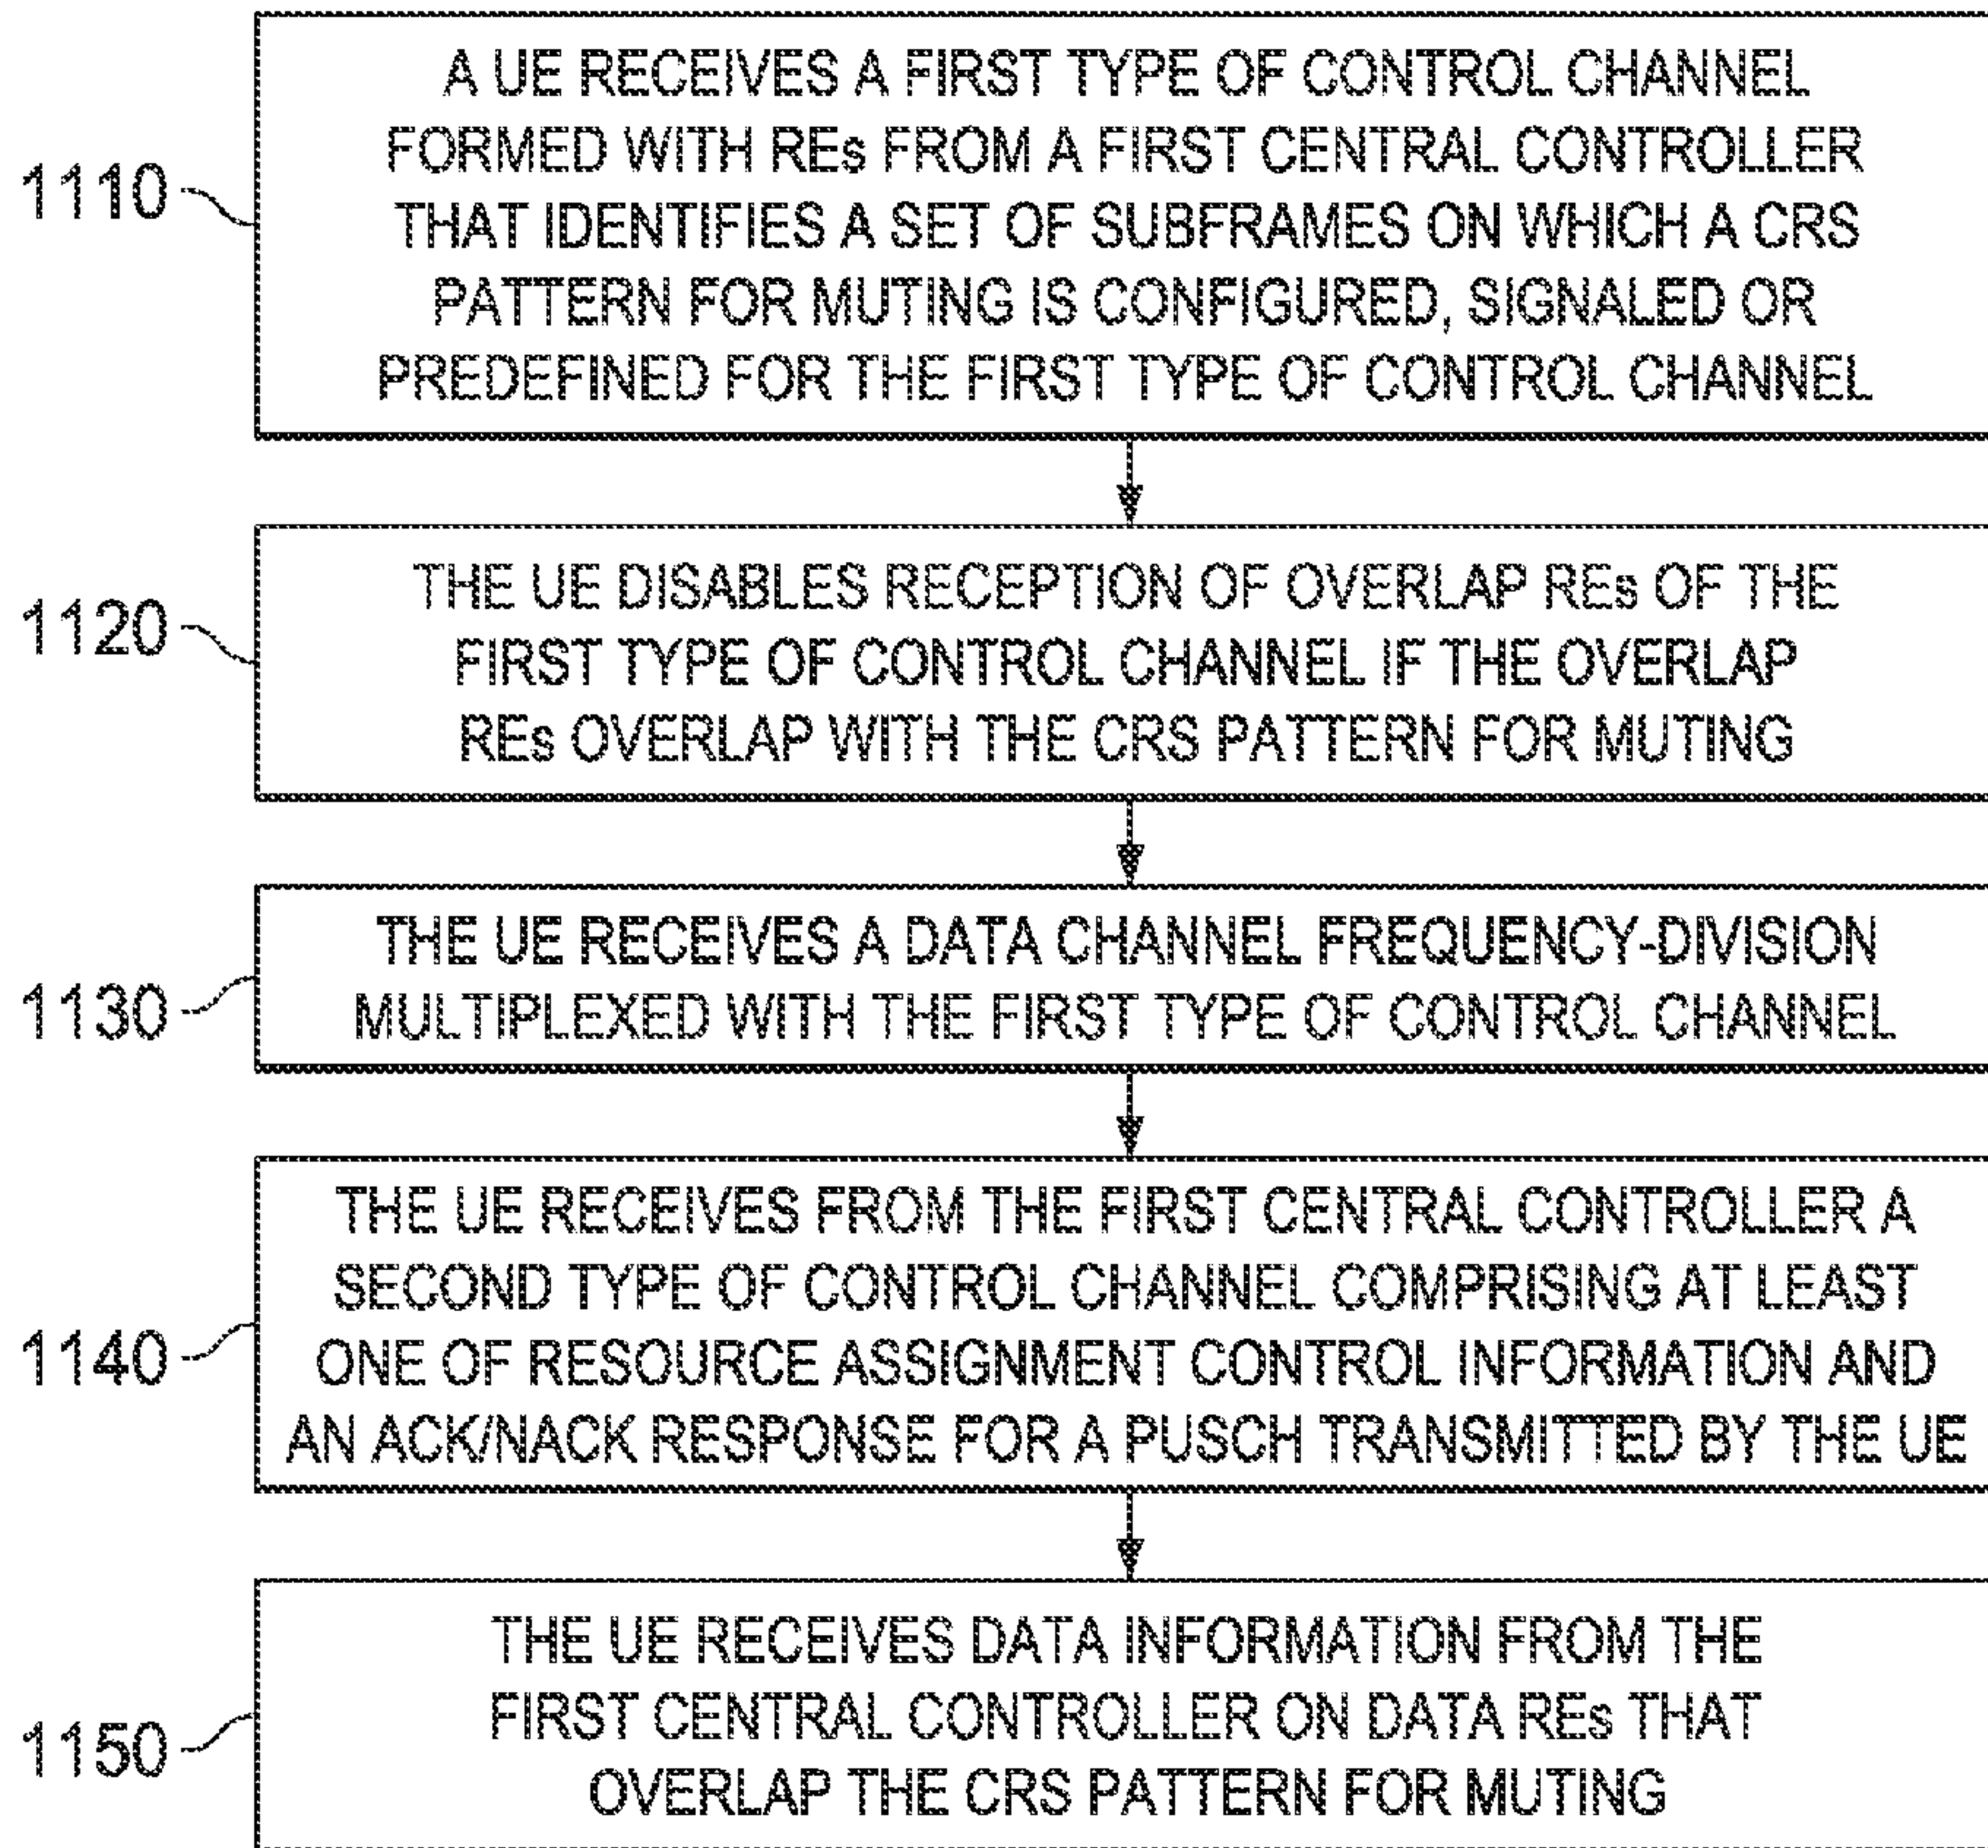 A UE RECEIVES A FIRST TYPE OF CONTROL CHANNEL
FORMED WITH REs FROM A FIRST CENTRAL CONTROLLER
1110
THAT IDENTIFIES A SET OF SUBFRAMES ON WHICH A CRS
PATTERN FOR MUTING IS CONFIGURED, SIGNALED OR
PREDEFINED FOR THE FIRST TYPE OF CONTROL CHANNEL
1120
THE UE DISABLES RECEPTION OF OVERLAP REs OF THE
FIRST TYPE OF CONTROL CHANNEL IF THE OVERLAP
REs OVERLAP WITH THE CRS PATTERN FOR MUTING
1130
THE UE RECEIVES A DATA CHANNEL FREQUENCY-DIVISION
MULTIPLEXED WITH THE FIRST TYPE OF CONTROL CHANNEL
1140
THE UE RECEIVES FROM THE FIRST CENTRAL CONTROLLER A
SECOND TYPE OF CONTROL CHANNEL COMPRISING AT LEAST
ONE OF RESOURCE ASSIGNMENT CONTROL INFORMATION AND
AN ACK/NACK RESPONSE FOR A PUSCH TRANSMITTED BY THE UE
1150
THE UE RECEIVES DATA INFORMATION FROM THE
FIRST CENTRAL CONTROLLER ON DATA REs THAT
OVERLAP THE CRS PATTERN FOR MUTING